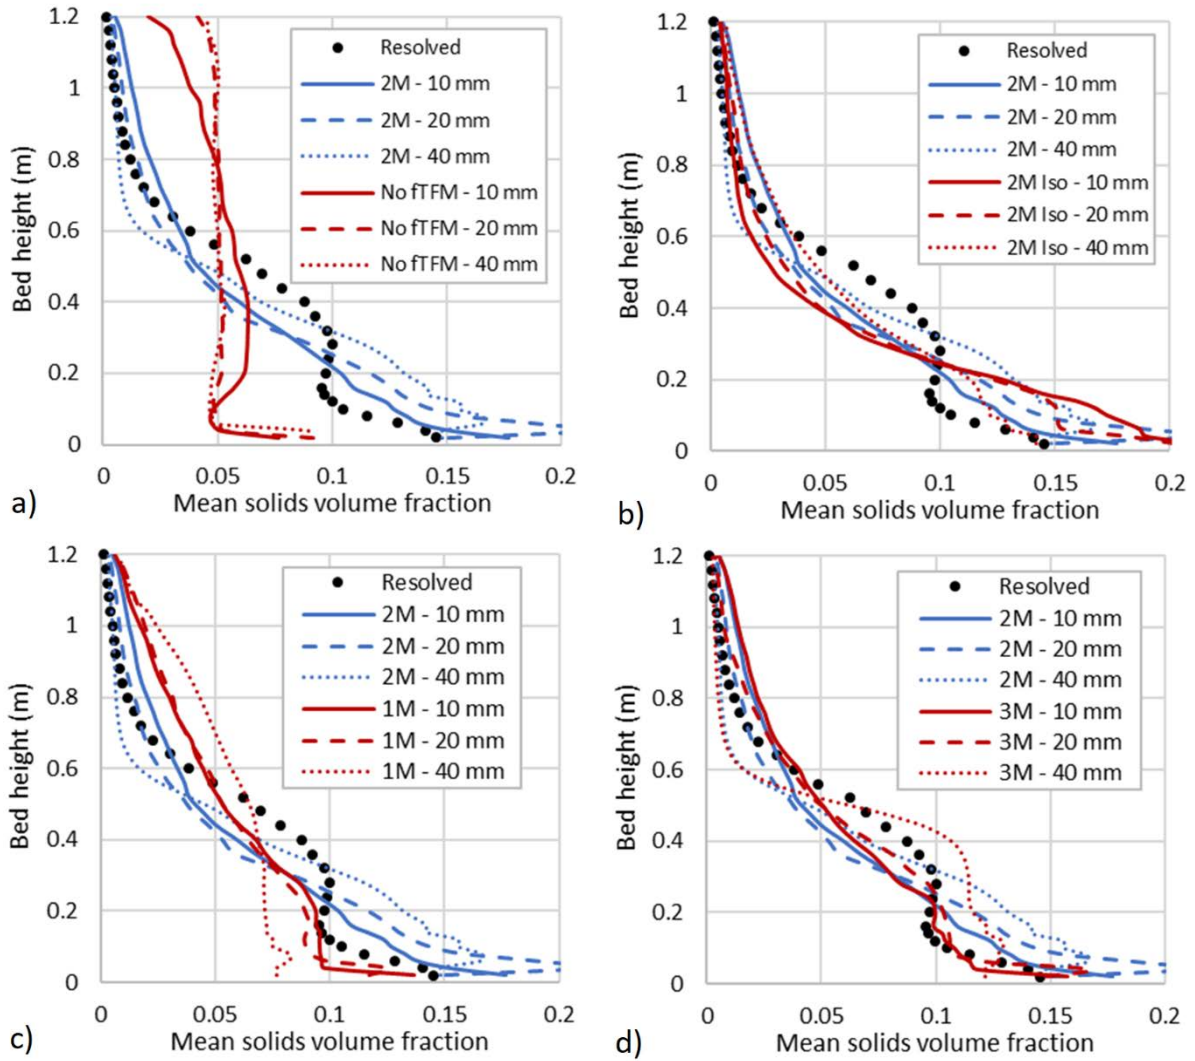 1.2
1
0.8
0.6
0.4
0.2
0
Bed height (m)
Resolved
2M - 10 mm
2M - 20 mm
2M - 40 mm
No fTFM - 10 mm
No fTFM - 20 mm
No fTFM - 40 mm
0 0.05 0.1 0.15 0.2
Mean solids volume fraction
a)
1.2
1
0.8
0.6
0.4
0.2
0
Bed height (m)
Resolved
2M - 10 mm
2M - 20 mm
2M - 40 mm
2M Iso - 10 mm
2M Iso - 20 mm
2M Iso - 40 mm
0 0.05 0.1 0.15 0.2
Mean solids volume fraction
b)
1.2
1
0.8
0.6
0.4
0.2
0
Bed height (m)
Resolved
2M - 10 mm
2M - 20 mm
2M - 40 mm
1M - 10 mm
1M - 20 mm
1M - 40 mm
0 0.05 0.1 0.15 0.2
Mean solids volume fraction
c)
1.2
1
0.8
0.6
0.4
0.2
0
Bed height (m)
Resolved
2M - 10 mm
2M - 20 mm
2M - 40 mm
3M - 10 mm
3M - 20 mm
3M - 40 mm
0 0.05 0.1 0.15 0.2
Mean solids volume fraction
d)